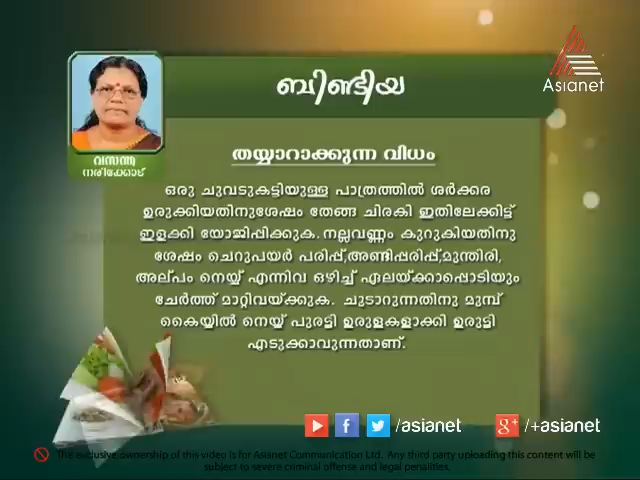 ബിണ്ടിയ
Asianet
വസന്ത
നരിക്കോട്
തയ്യാറാക്കുന്ന വിധം
ഒരു ചുവടുകട്ടിയുള്ള പാത്രത്തിൽ ശർക്കര
ഉരുക്കിയതിനുശേഷം തേങ്ങ ചിരകി ഇതിലേക്കിട്ട്
ഇളക്കി യോജിപ്പിക്കുക.നല്ലവണ്ണം കുറുകിയതിനു
ശേഷം ചെറുപയർ പരിപ്പ്,അണ്ടിപ്പരിപ്പ്,മുന്തിരി,
അല്പം നെയ്യ് എന്നിവ ഒഴിച്ച് ഏലയ്ക്കാപ്പൊടിയും
ചേർത്ത് മാറ്റിവയ്ക്കുക. ചൂടാറുന്നതിനു മുമ്പ്
കൈയ്യിൽ നെയ്യ് പുരട്ടി ഉരുളകളാക്കി ഉരുട്ടി
എടുക്കാവുന്നതാണ്.
/asianet
g+ /+asianet
The exclusive ownership of this video is for Asianet Communication Ltd. Any third party uploading this content will be
subject to severe criminal offense and legal penalities.